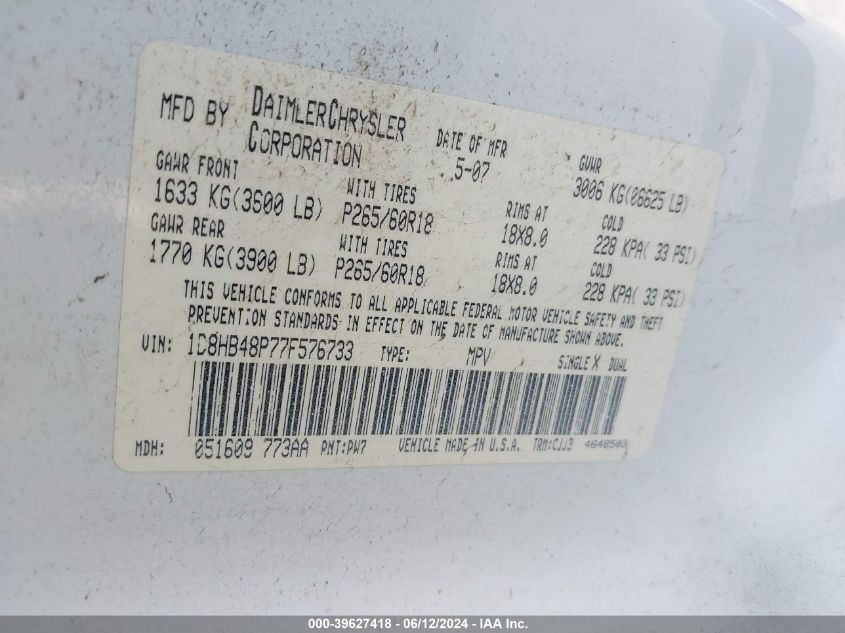 MFD BY DAIMLERCHRYSLER CORPORATION DATE OF MFR 5-07 GVWR 3006 KG(06625 LB)
GAWR FRONT WITH TIRES RIMS AT COLD
1633 KG(3600 LB) P265/60R18 18X8.0 228 KPA( 33 PSI)
GAWR REAR WITH TIRES RIMS AT COLD
1770 KG(3900 LB) P265/60R18 18X8.0 228 KPA( 33 PSI)
THIS VEHICLE CONFORMS TO ALL APPLICABLE FEDERAL MOTOR VEHICLE SAFETY AND THEFT
PREVENTION STANDARDS IN EFFECT ON THE DATE OF MANUFACTURE SHOWN ABOVE.
VIN: 1D8HB48P77F576733 TYPE: MPV SINGLE X DUAL
MDH: 051609 773AA PNT:PW7 VEHICLE MADE IN U.S.A. TRM:CJJ3 4648503
000-39627418 - 06/12/2024 - IAA Inc.